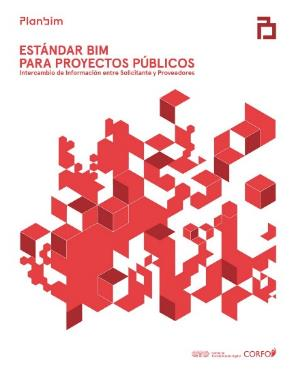 Planbim
ESTÁNDAR BIM
PARA PROYECTOS PÚBLICOS
Intercambio de Información entre Solicitante y Proveedores
CORFO